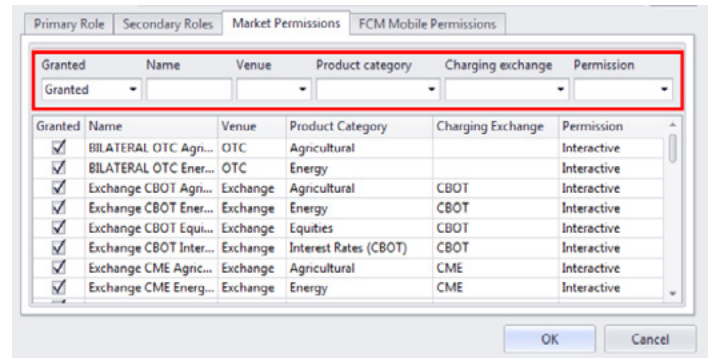 Primary Role Secondary Roles Market Permissions FCM Mobile Permissions
Granted Name Venue Product category Charging exchange Permission
Granted
Granted Name Venue Product Category Charging Exchange Permission
BILATERAL OTC Agri... OTC Agricultural Interactive
BILATERAL OTC Ener... OTC Energy Interactive
Exchange CBOT Agri... Exchange Agricultural CBOT Interactive
Exchange CBOT Ener... Exchange Energy CBOT Interactive
Exchange CBOT Equi... Exchange Equities CBOT Interactive
Exchange CBOT Inter... Exchange Interest Rates (CBOT) CBOT Interactive
Exchange CME Agric... Exchange Agricultural CME Interactive
Exchange CME Energ... Exchange Energy CME Interactive
OK Cancel